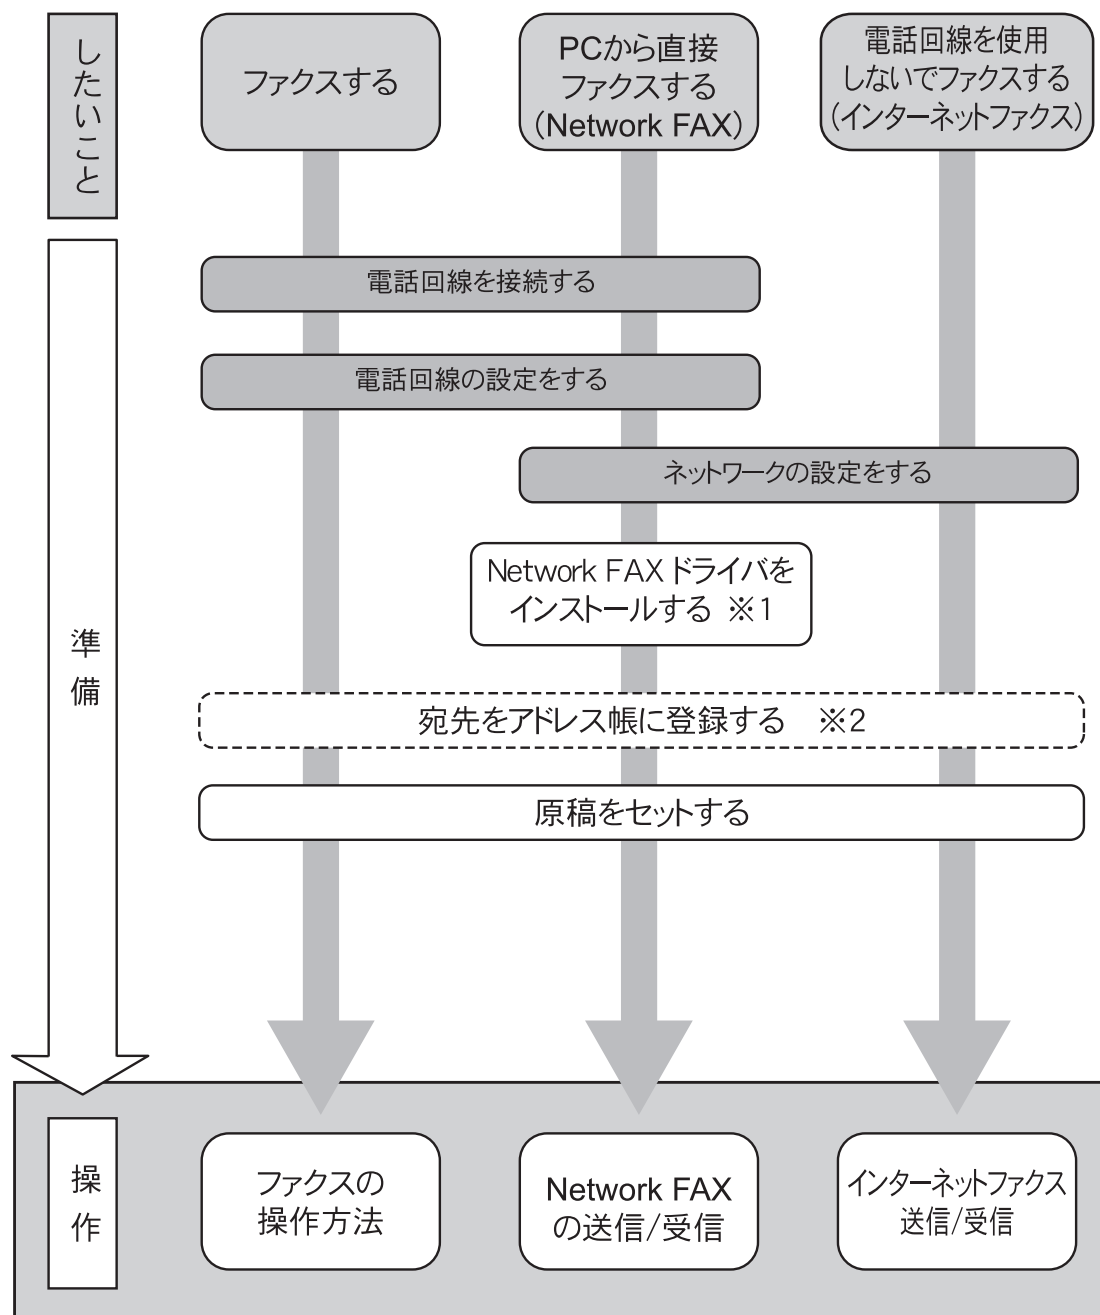 したいこと
ファクスする
PCから直接
ファクスする
（Network FAX）
電話回線を使用
しないでファクスする
（インターネットファクス）
準備
電話回線を接続する
電話回線の設定をする
ネットワークの設定をする
Network FAX ドライバを
インストールする ※1
宛先をアドレス帳に登録する ※2
原稿をセットする
操作
ファクスの
操作方法
Network FAX
の送信/受信
インターネットファクス
送信/受信